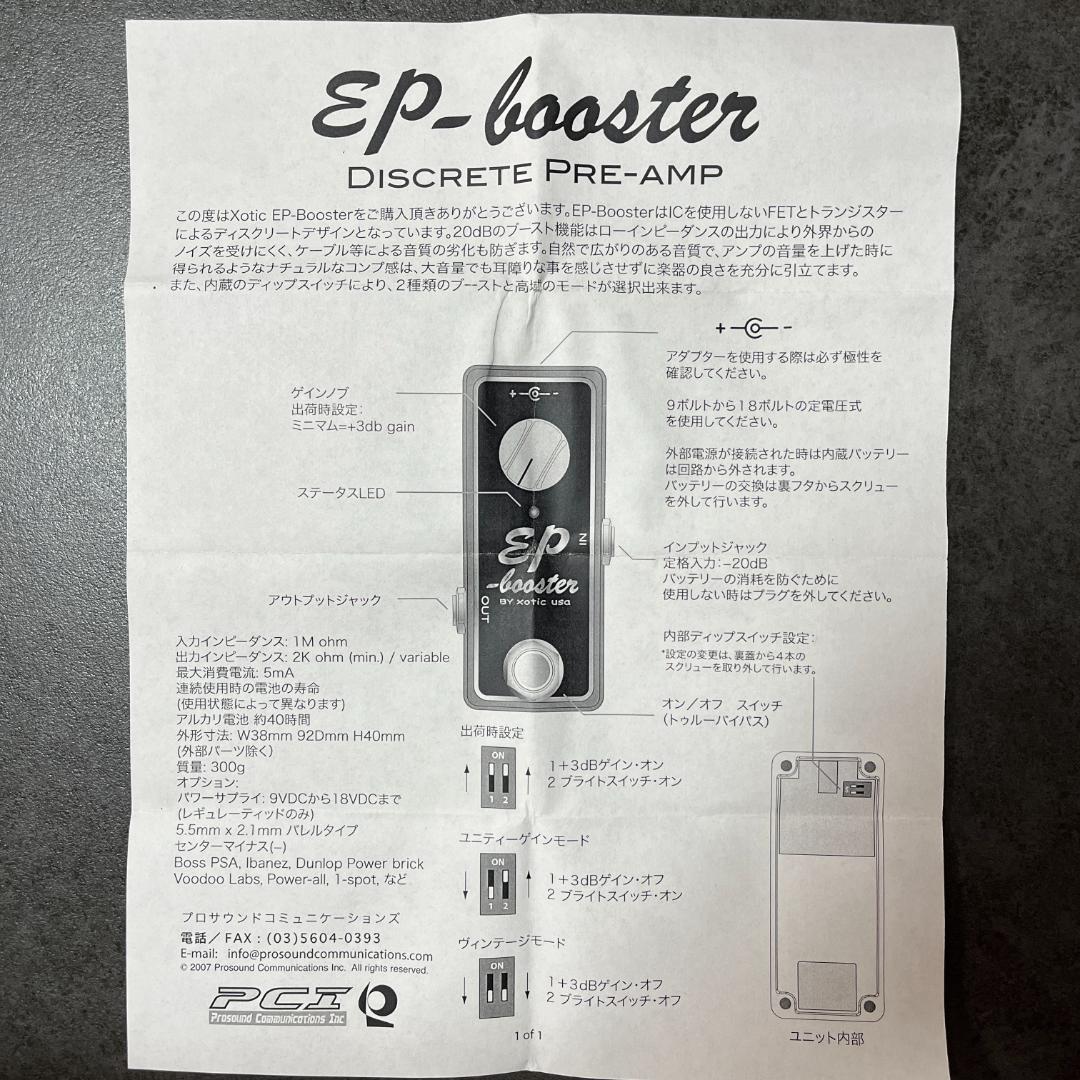 EP-booster
DISCRETE PRE-AMP
この度はXotic EP-Boosterをご購入頂きありがとうございます。EP-BoosterはICを使用しないFETとトランジスター
によるディスクリートデザインとなっています。20dBのブースト機能はローインピーダンスの出力により外界からの
ノイズを受けにくく、ケーブル等による音質の劣化も防ぎます。自然で広がりのある音質で、アンプの音量を上げた時に
得られるようなナチュラルなコンプ感は、大音量でも耳障りな事を感じさせずに楽器の良さを充分に引立てます。
また、内蔵のディップスイッチにより、2種類のブーストと高域のモードが選択出来ます。
アダプターを使用する際は必ず極性を
確認してください。
9ボルトから18ボルトの定電圧式
を使用してください。
外部電源が接続された時は内蔵バッテリー
は回路から外されます。
バッテリーの交換は裏フタからスクリュー
を外して行います。
ゲインノブ
出荷時設定:
ミニマム=+3db gain
ステータスLED
アウトプットジャック
EP
-booster
BY xotic usa
IN
OUT
インプットジャック
定格入力:-20dB
バッテリーの消耗を防ぐために
使用しない時はプラグを外してください。
内部ディップスイッチ設定:
*設定の変更は、裏蓋から4本の
スクリューを取り外して行います。
オン/オフ スイッチ
(トゥルーバイパス)
入力インピーダンス: 1M ohm
出力インピーダンス: 2K ohm (min.) / variable
最大消費電流: 5mA
連続使用時の電池の寿命
(使用状態によって異なります)
アルカリ電池 約40時間
外形寸法: W38mm 92Dmm H40mm
(外部パーツ除く)
質量: 300g
オプション:
パワーサプライ: 9VDCから18VDCまで
(レギュレーティッドのみ)
5.5mm x 2.1mm バレルタイプ
センターマイナス(-)
Boss PSA, Ibanez, Dunlop Power brick
Voodoo Labs, Power-all, 1-spot, など
出荷時設定
ON
1 2
1+3dBゲイン・オン
2 ブライトスイッチ・オン
ユニティーゲインモード
ON
1 2
1+3dBゲイン・オフ
2 ブライトスイッチ・オン
ヴィンテージモード
ON
1 2
1+3dBゲイン・オフ
2 ブライトスイッチ・オフ
ユニット内部
プロサウンドコミュニケーションズ
電話/ FAX : (03)5604-0393
E-mail: info@prosoundcommunications.com
© 2007 Prosound Communications Inc. All rights reserved.
PCI
Prosound Communications Inc
1 of 1